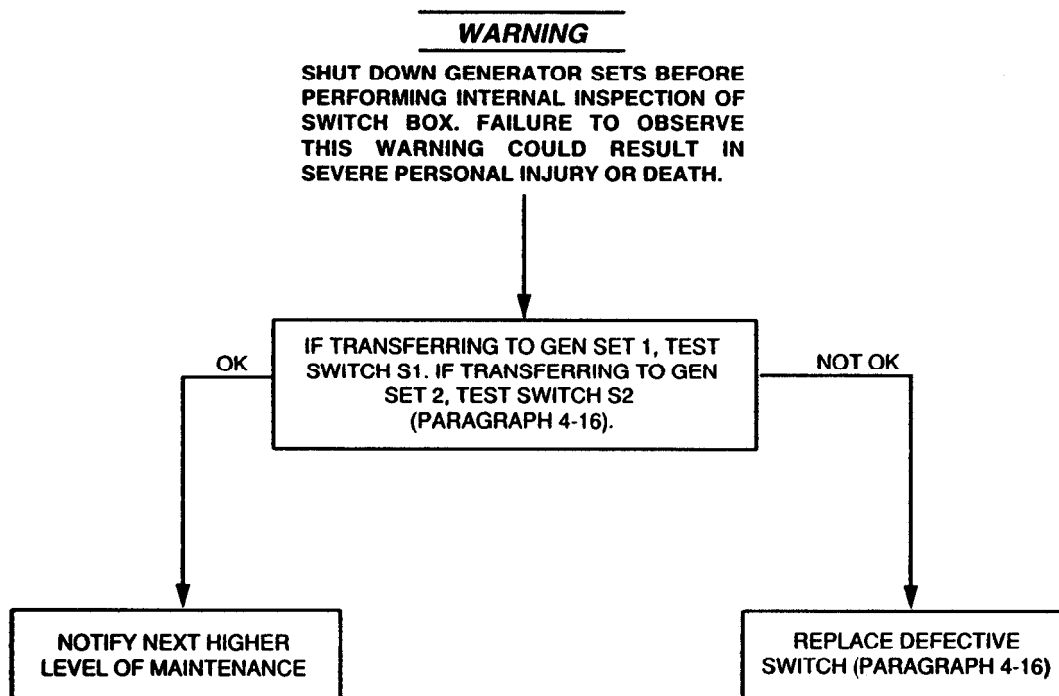 WARNING
SHUT DOWN GENERATOR SETS BEFORE
PERFORMING INTERNAL INSPECTION OF
SWITCH BOX. FAILURE TO OBSERVE
THIS WARNING COULD RESULT IN
SEVERE PERSONAL INJURY OR DEATH.
IF TRANSFERRING TO GEN SET 1, TEST
SWITCH S1. IF TRANSFERRING TO GEN
SET 2, TEST SWITCH S2
(PARAGRAPH 4-16).
OK
NOT OK
NOTIFY NEXT HIGHER
LEVEL OF MAINTENANCE
REPLACE DEFECTIVE
SWITCH (PARAGRAPH 4-16)